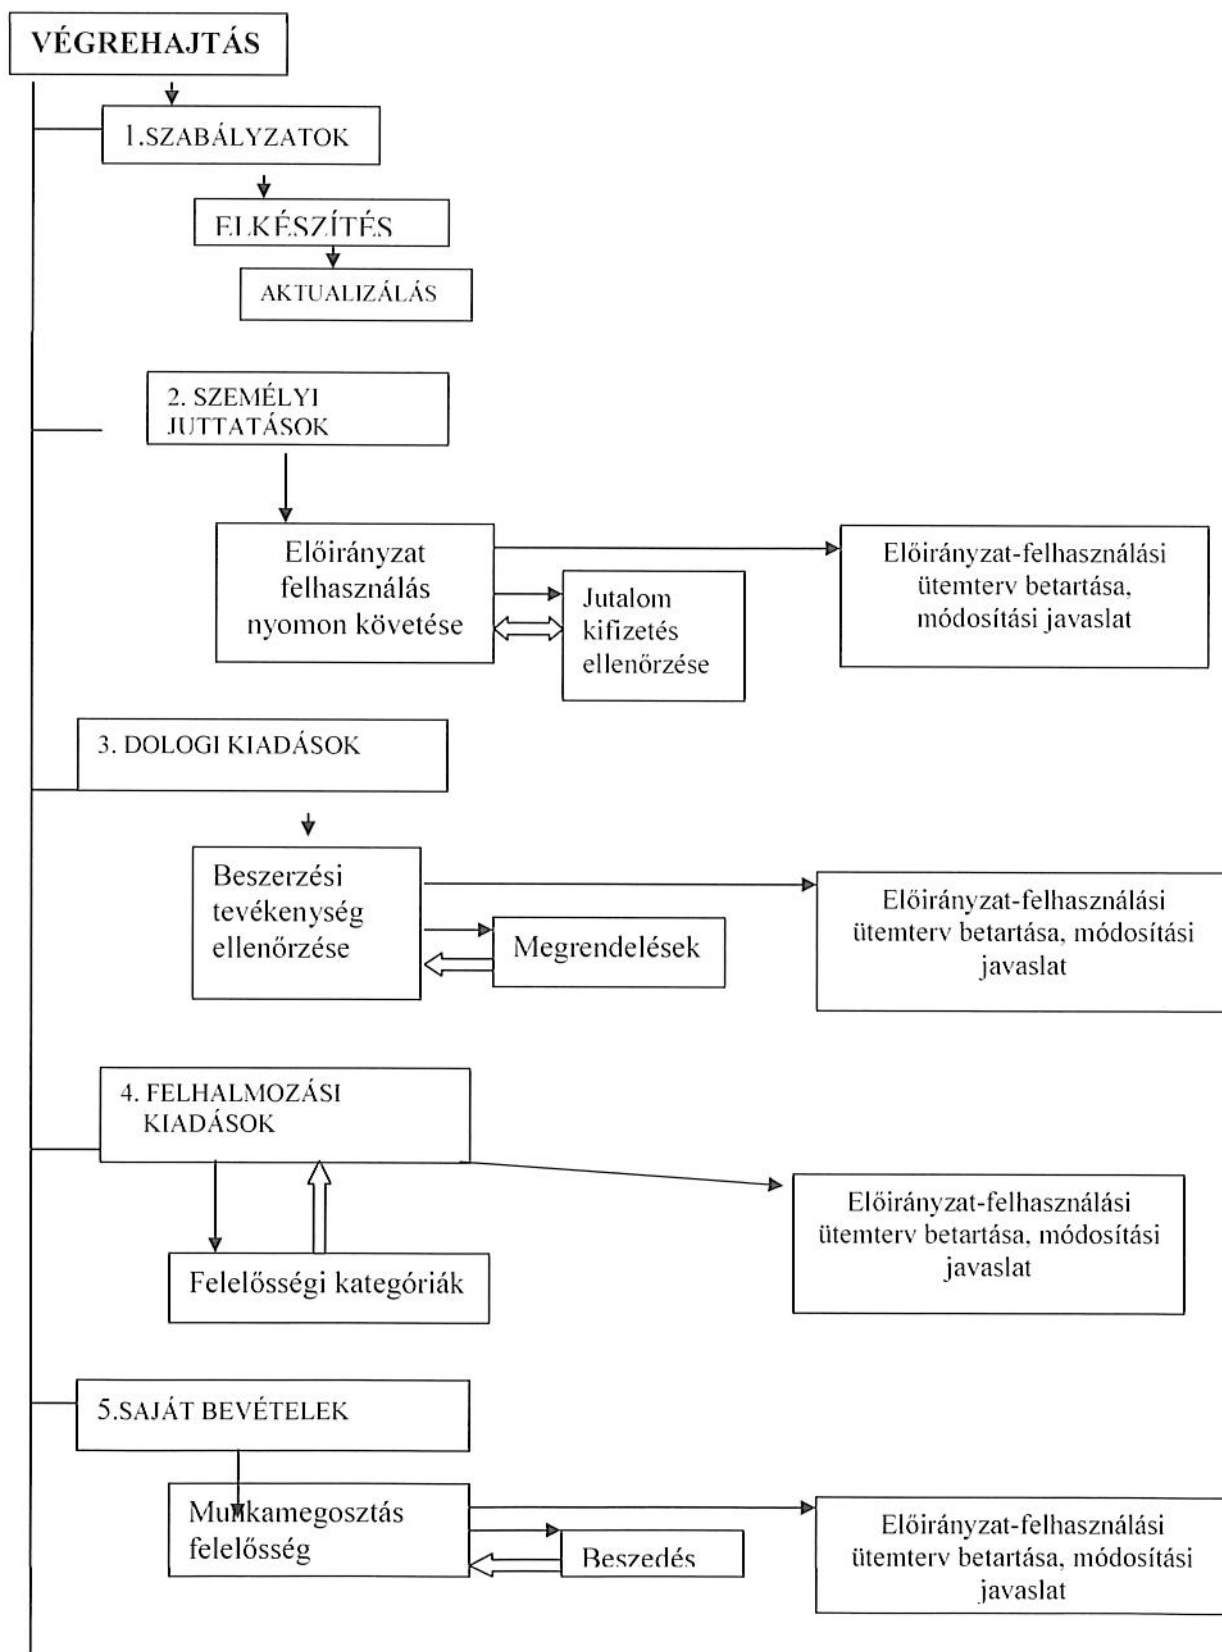 VÉGREHAJTÁS
1.SZABÁLYZATOK
ELKÉSZÍTÉS
AKTUALIZÁLÁS
2. SZEMÉLYI
JUTTATÁSOK
Előirányzat
felhasználás
nyomon követése
Jutalom
kifizetés
ellenőrzése
Előirányzat-felhasználási
ütemterv betartása,
módosítási javaslat
3. DOLOGI KIADÁSOK
Beszerzési
tevékenység
ellenőrzése
Megrendelések
Előirányzat-felhasználási
ütemterv betartása, módosítási
javaslat
4. FELHALMOZÁSI
KIADÁSOK
Felelősségi kategóriák
Előirányzat-felhasználási
ütemterv betartása, módosítási
javaslat
5.SAJÁT BEVÉTELEK
Munkamegosztás
felelősség
Beszedés
Előirányzat-felhasználási
ütemterv betartása, módosítási
javaslat